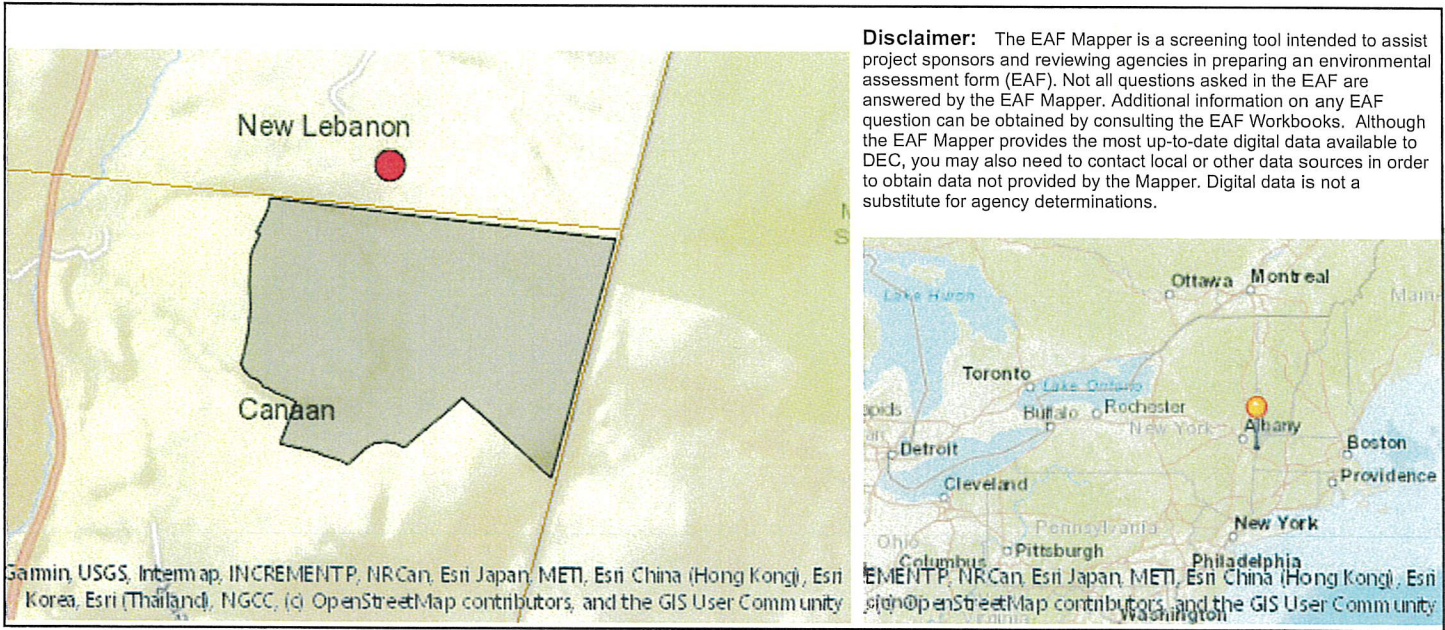 Disclaimer: The EAF Mapper is a screening tool intended to assist
project sponsors and reviewing agencies in preparing an environmental
assessment form (EAF). Not all questions asked in the EAF are
answered by the EAF Mapper. Additional information on any EAF
question can be obtained by consulting the EAF Workbooks. Although
the EAF Mapper provides the most up-to-date digital data available to
DEC, you may also need to contact local or other data sources in order
to obtain data not provided by the Mapper. Digital data is not a
substitute for agency determinations.
New Lebanon
Canaan
Garmin, USGS, Intermap, INCREMENT P, NRCan, Esri Japan, METI, Esri China (Hong Kong), Esri
Korea, Esri (Thailand), NGCC, (c) OpenStreetMap contributors, and the GIS User Community
Ottawa
Montreal
Lake Huron
Toronto
Lake Ontario
Buffalo
Rochester
New York
Albany
Boston
Detroit
Providence
Cleveland
New York
Pennsylvania
Ohio
Pittsburgh
Columbus
Philadelphia
EMENT P, NRCan, Esri Japan, METI, Esri China (Hong Kong), Esri
OpenStreetMap contributors, and the GIS User Community
Washington